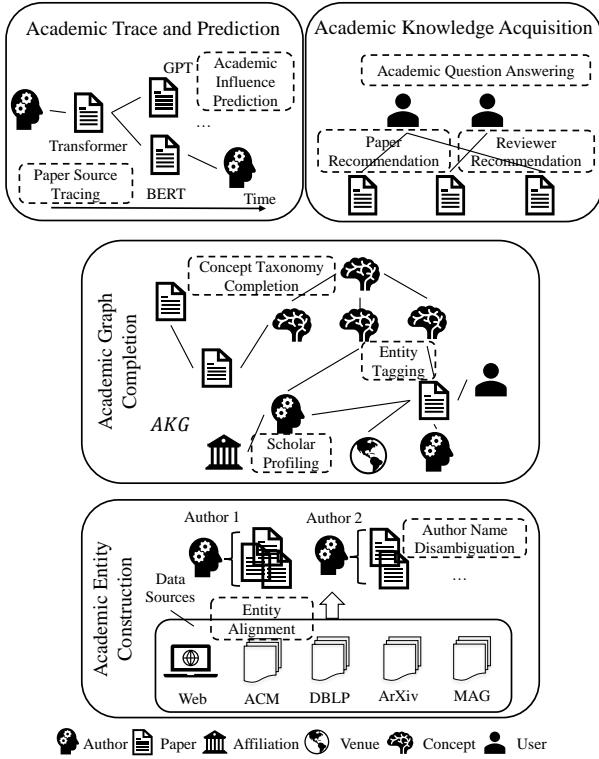 Academic Trace and Prediction
GPT
Academic
Influence
Prediction
...
Transformer
Paper Source
Tracing
BERT
Time
Academic Knowledge Acquisition
Academic Question Answering
Paper
Recommendation
Reviewer
Recommendation
Academic Graph
Completion
Concept Taxonomy
Completion
Entity
Tagging
AKG
Scholar
Profiling
Academic Entity
Construction
Author 1
Author 2
Author Name
Disambiguation
...
Data
Sources
Entity
Alignment
Web
ACM
DBLP
ArXiv
MAG
Author Paper Affiliation Venue Concept User